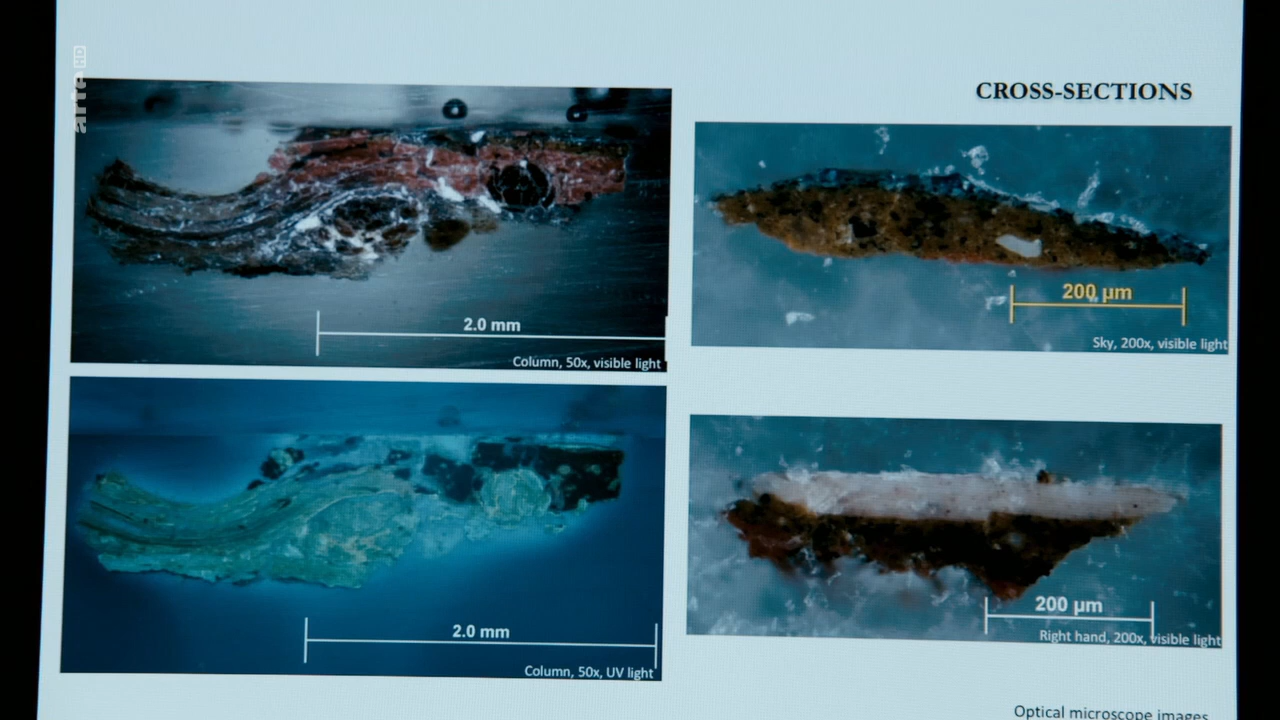 arte HD
CROSS-SECTIONS
2.0 mm
Column, 50x, visible light
200 µm
Sky, 200x, visible light
2.0 mm
Column, 50x, UV light
200 µm
Right hand, 200x, visible light
Optical microscope images